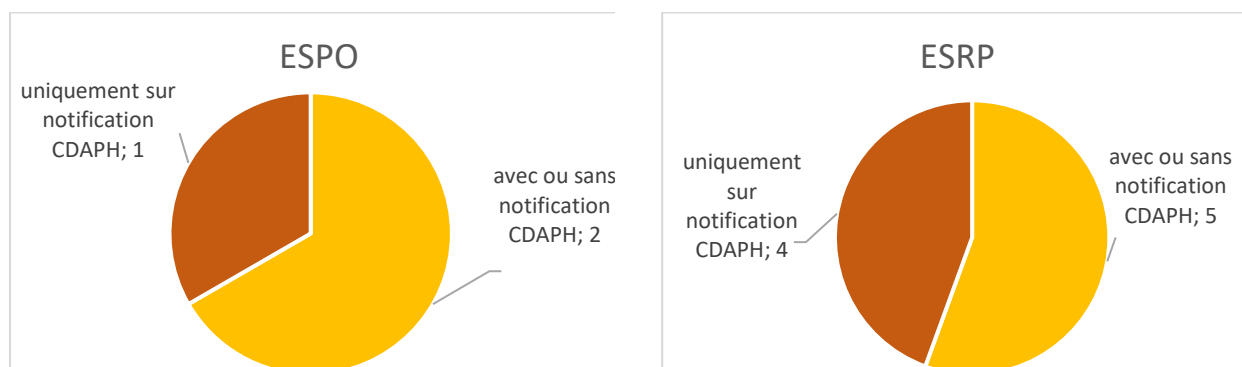 ESPO
uniquement sur
notification
CDAPH; 1
avec ou sans
notification
CDAPH; 2
ESRP
uniquement
sur
notification
CDAPH; 4
avec ou sans
notification
CDAPH; 5